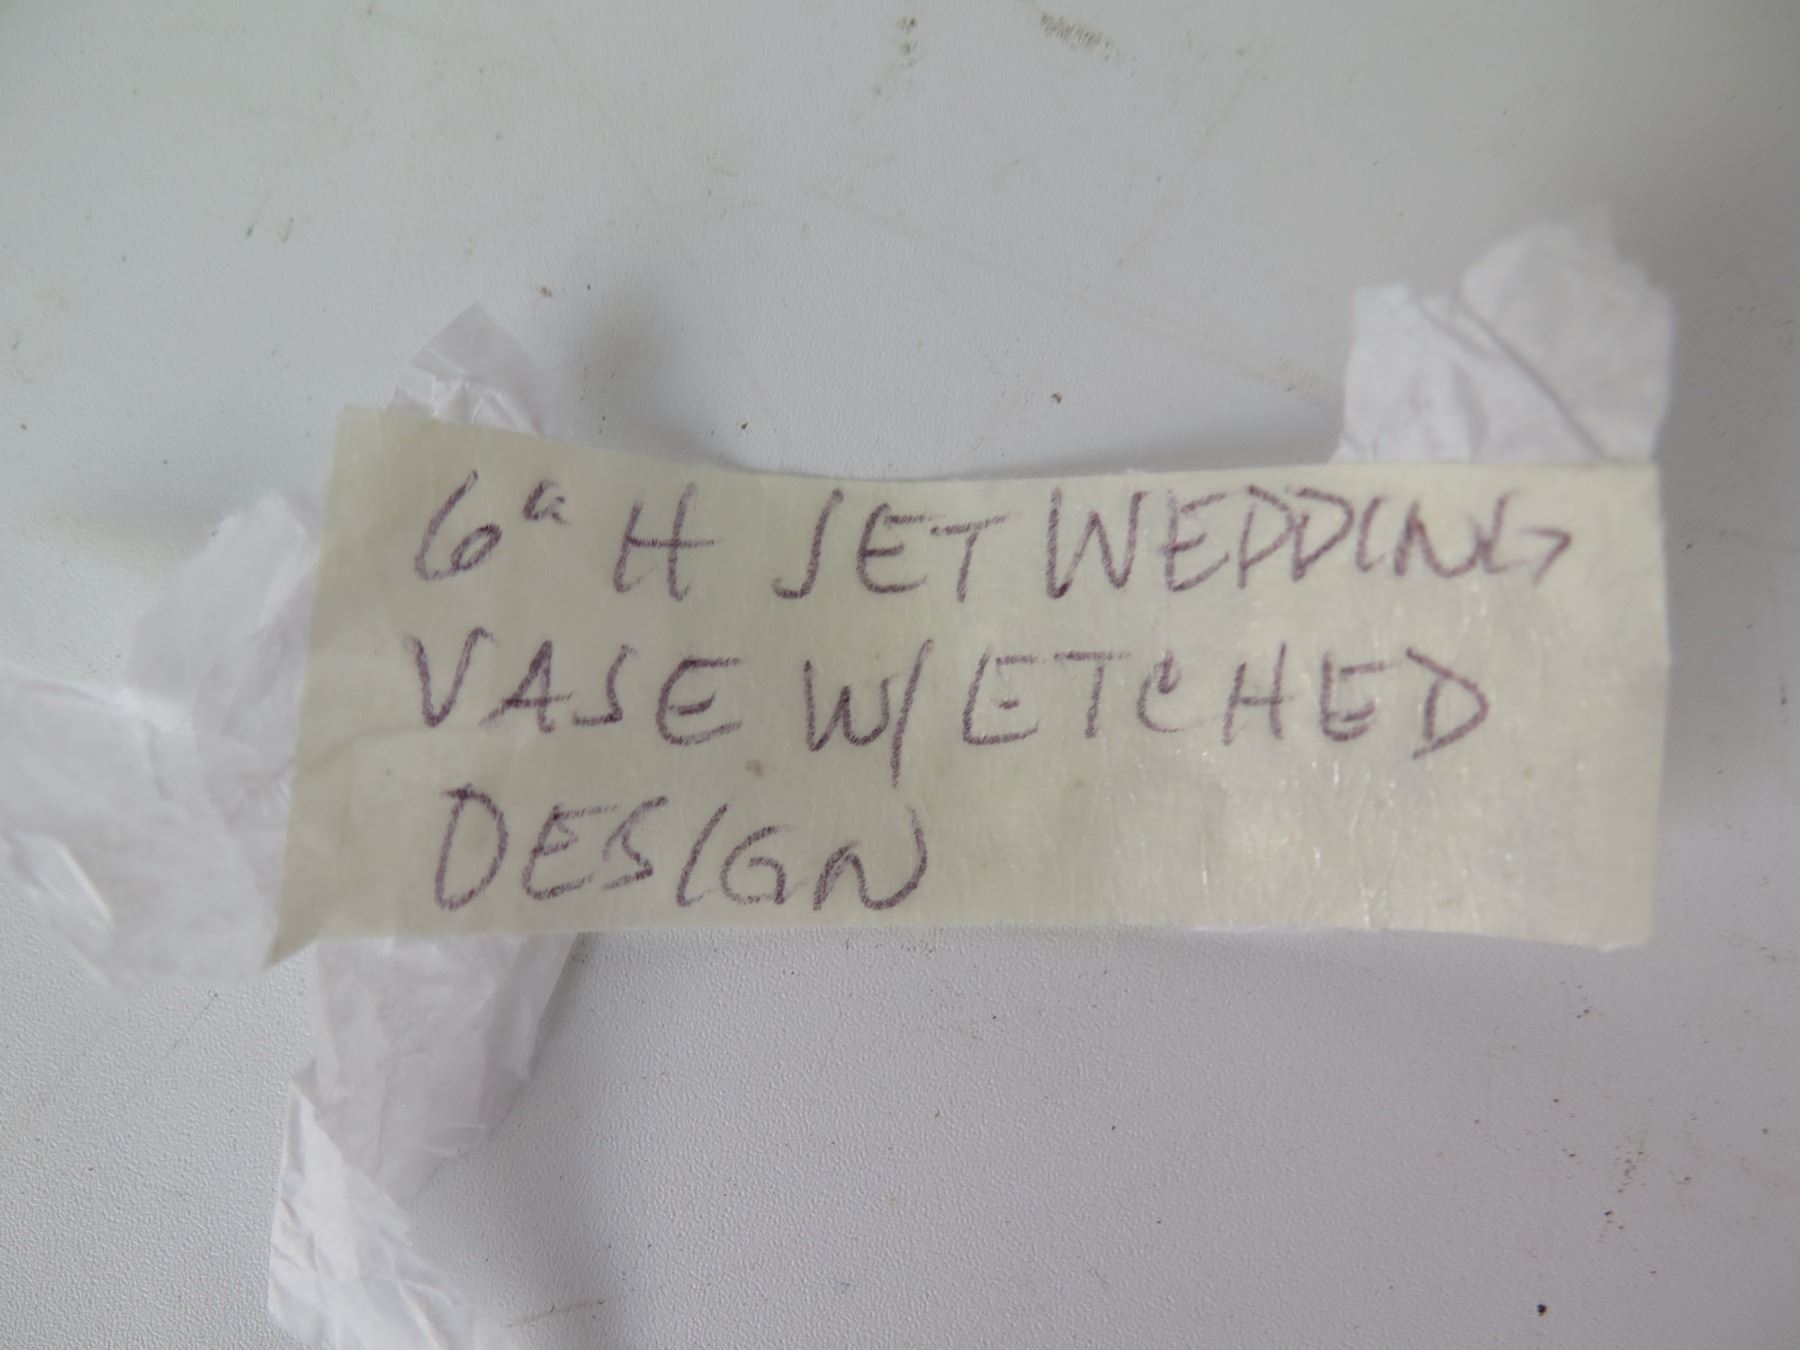 6" H JET WEDDING
VASE W/ ETCHED
DESIGN